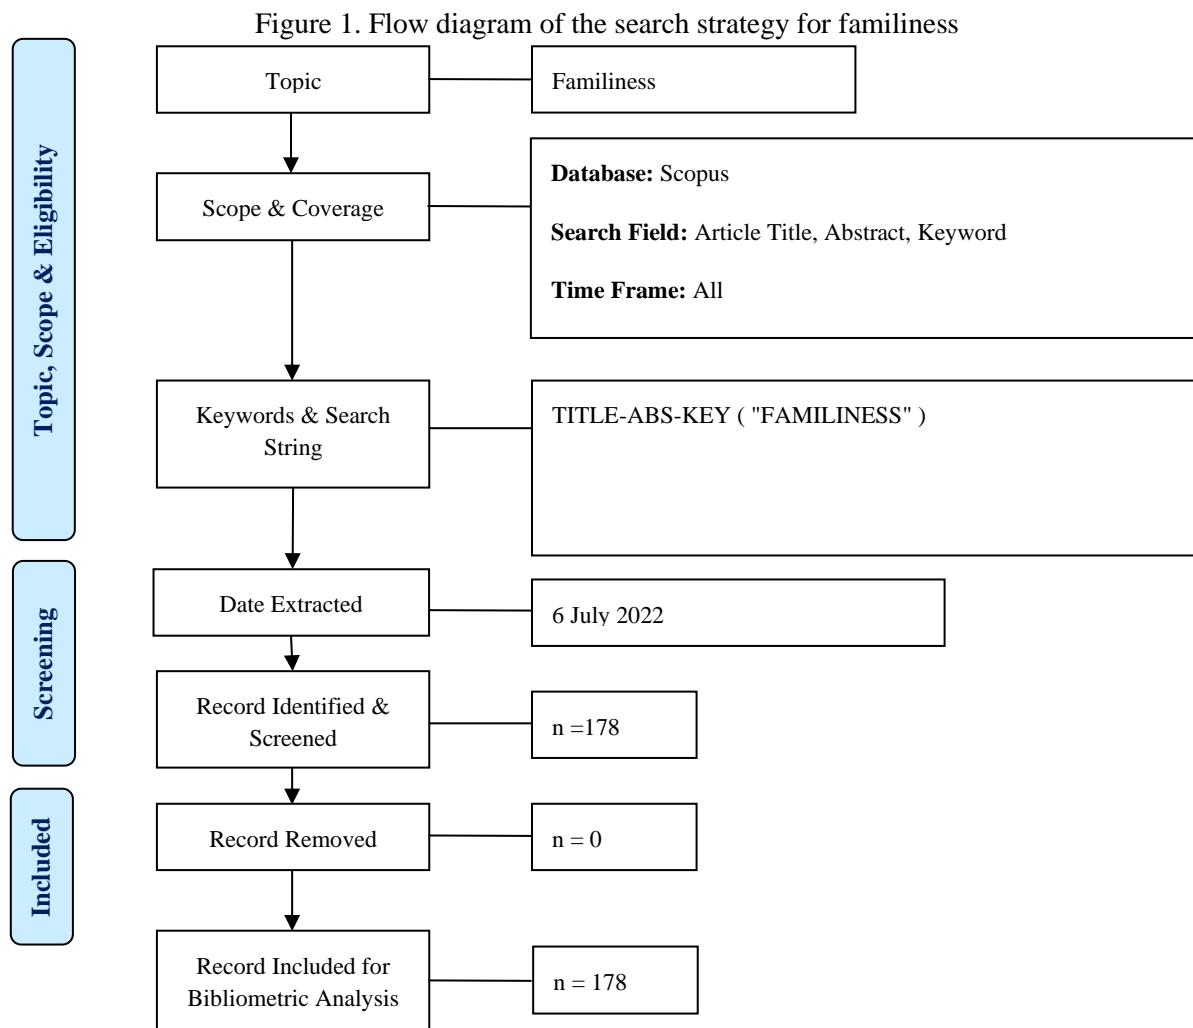 Figure 1. Flow diagram of the search strategy for familiness
Topic, Scope & Eligibility
Topic
Familiness
Scope & Coverage
Database: Scopus
Search Field: Article Title, Abstract, Keyword
Time Frame: All
Keywords & Search
String
TITLE-ABS-KEY ( "FAMILINESS" )
Screening
Date Extracted
6 July 2022
Record Identified &
Screened
n =178
Included
Record Removed
n = 0
Record Included for
Bibliometric Analysis
n = 178